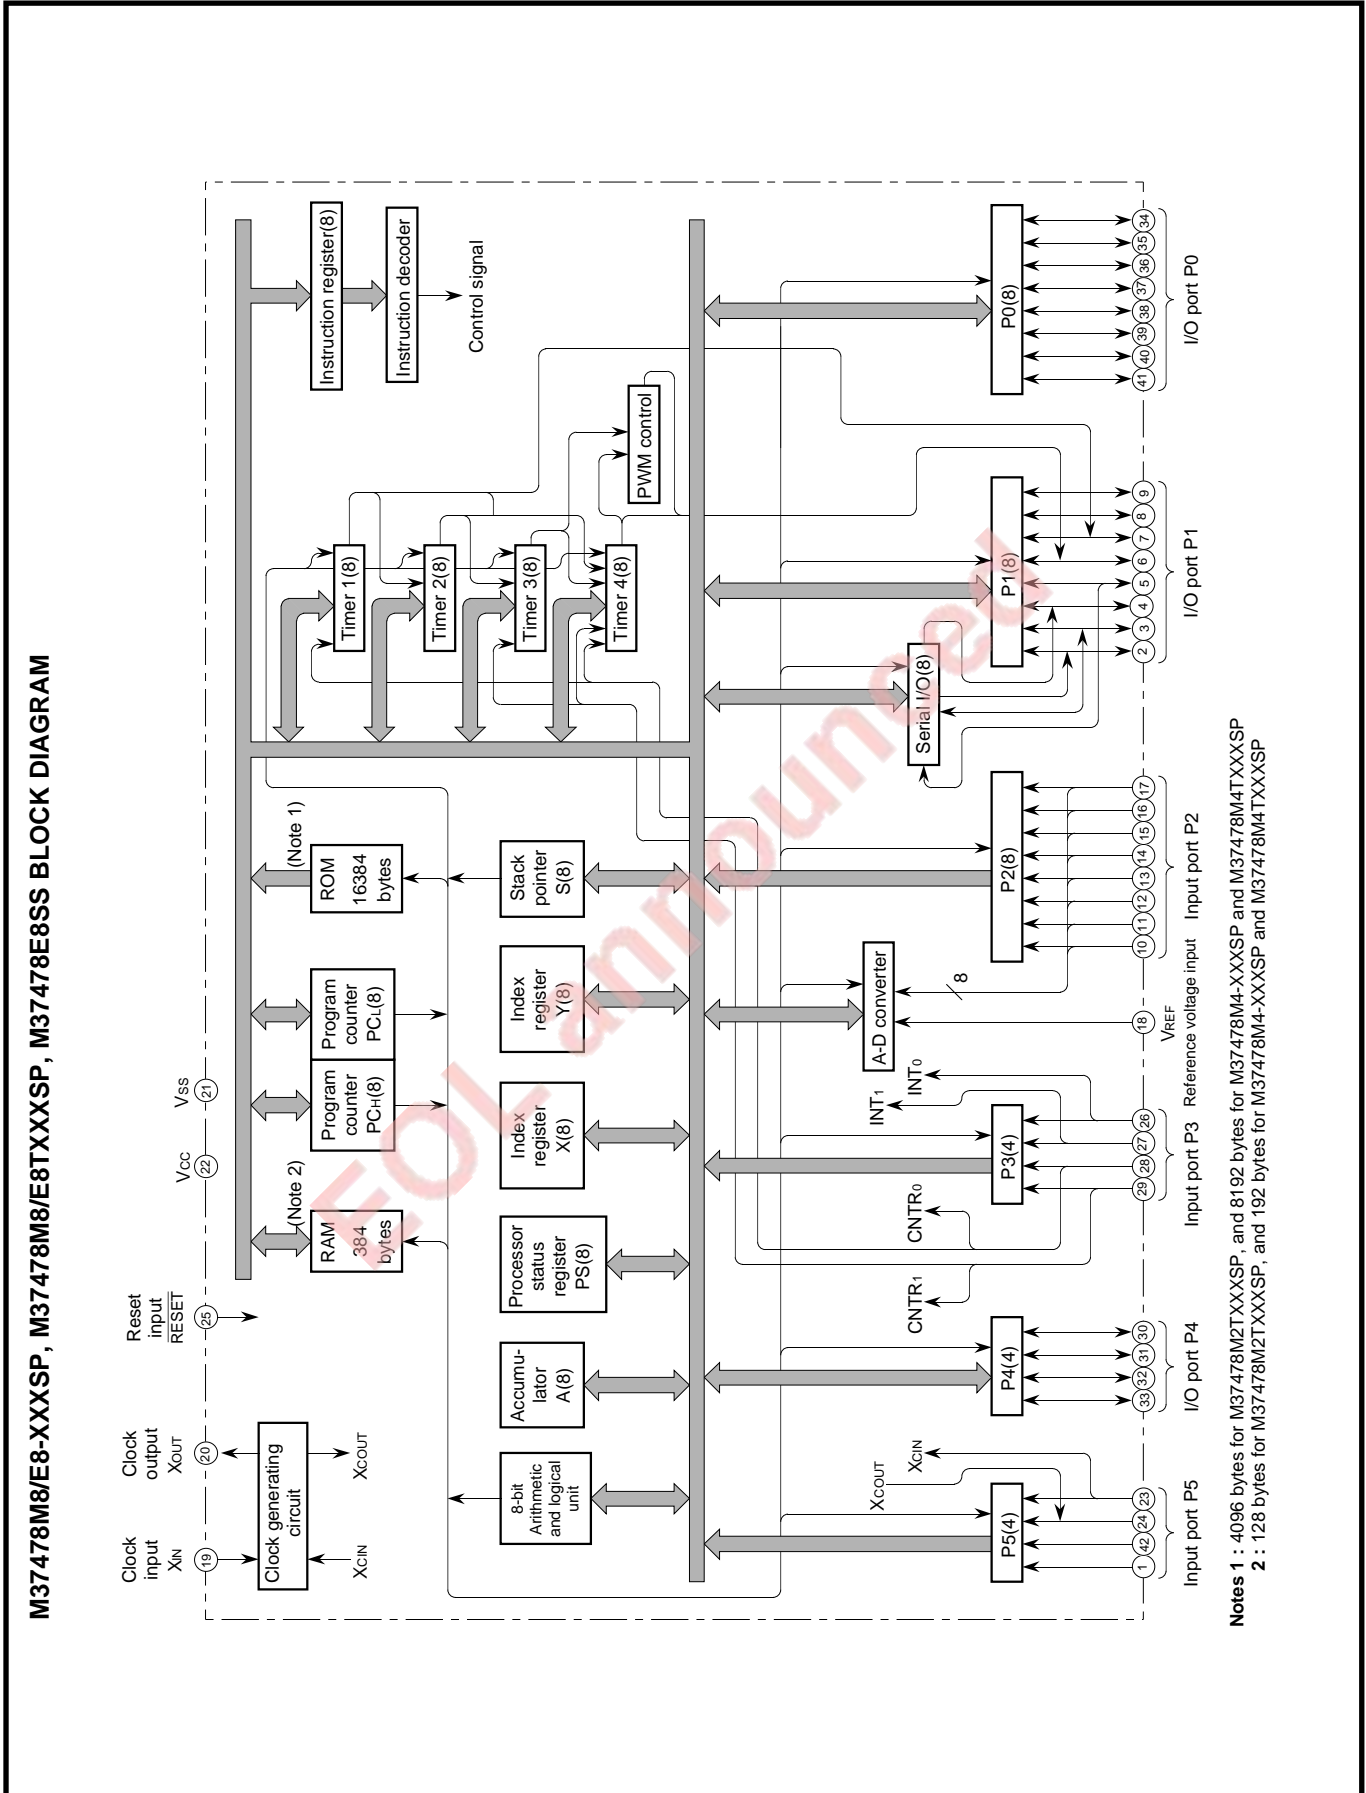 M37478M8/E8-XXXSP, M37478M8/E8TXXXSP, M37478E8SS BLOCK DIAGRAM
Clock
input
XIN
19
Clock
output
XOUT
20
Reset
input
RESET
25
VCC
22
VSS
21
Clock generating
circuit
XCIN
XCOUT
RAM
384
bytes
(Note 2)
Program
counter
PCH(8)
Program
counter
PCL(8)
ROM
16384
bytes
(Note 1)
Timer 1(8)
Timer 2(8)
Timer 3(8)
Timer 4(8)
PWM control
Instruction register(8)
Instruction decoder
Control signal
8-bit
Arithmetic
and logical
unit
Accumu-
lator
A(8)
Processor
status
register
PS(8)
Index
register
X(8)
Index
register
Y(8)
Stack
pointer
S(8)
XCOUT
XCIN
CNTR1
CNTR0
INT1
INT0
A-D converter
8
Serial I/O(8)
P5(4)
P4(4)
P3(4)
P2(8)
P1(8)
P0(8)
1 42 24 23
33 32 31 30
29 28 27 26
18
10 11 12 13 14 15 16 17
2 3 4 5 6 7 8 9
41 40 39 38 37 36 35 34
VREF
Input port P5
I/O port P4
Input port P3
Reference voltage input
Input port P2
I/O port P1
I/O port P0
EOL announced
Notes 1 : 4096 bytes for M37478M2TXXXSP, and 8192 bytes for M37478M4-XXXSP and M37478M4TXXXSP
2 : 128 bytes for M37478M2TXXXSP, and 192 bytes for M37478M4-XXXSP and M37478M4TXXXSP